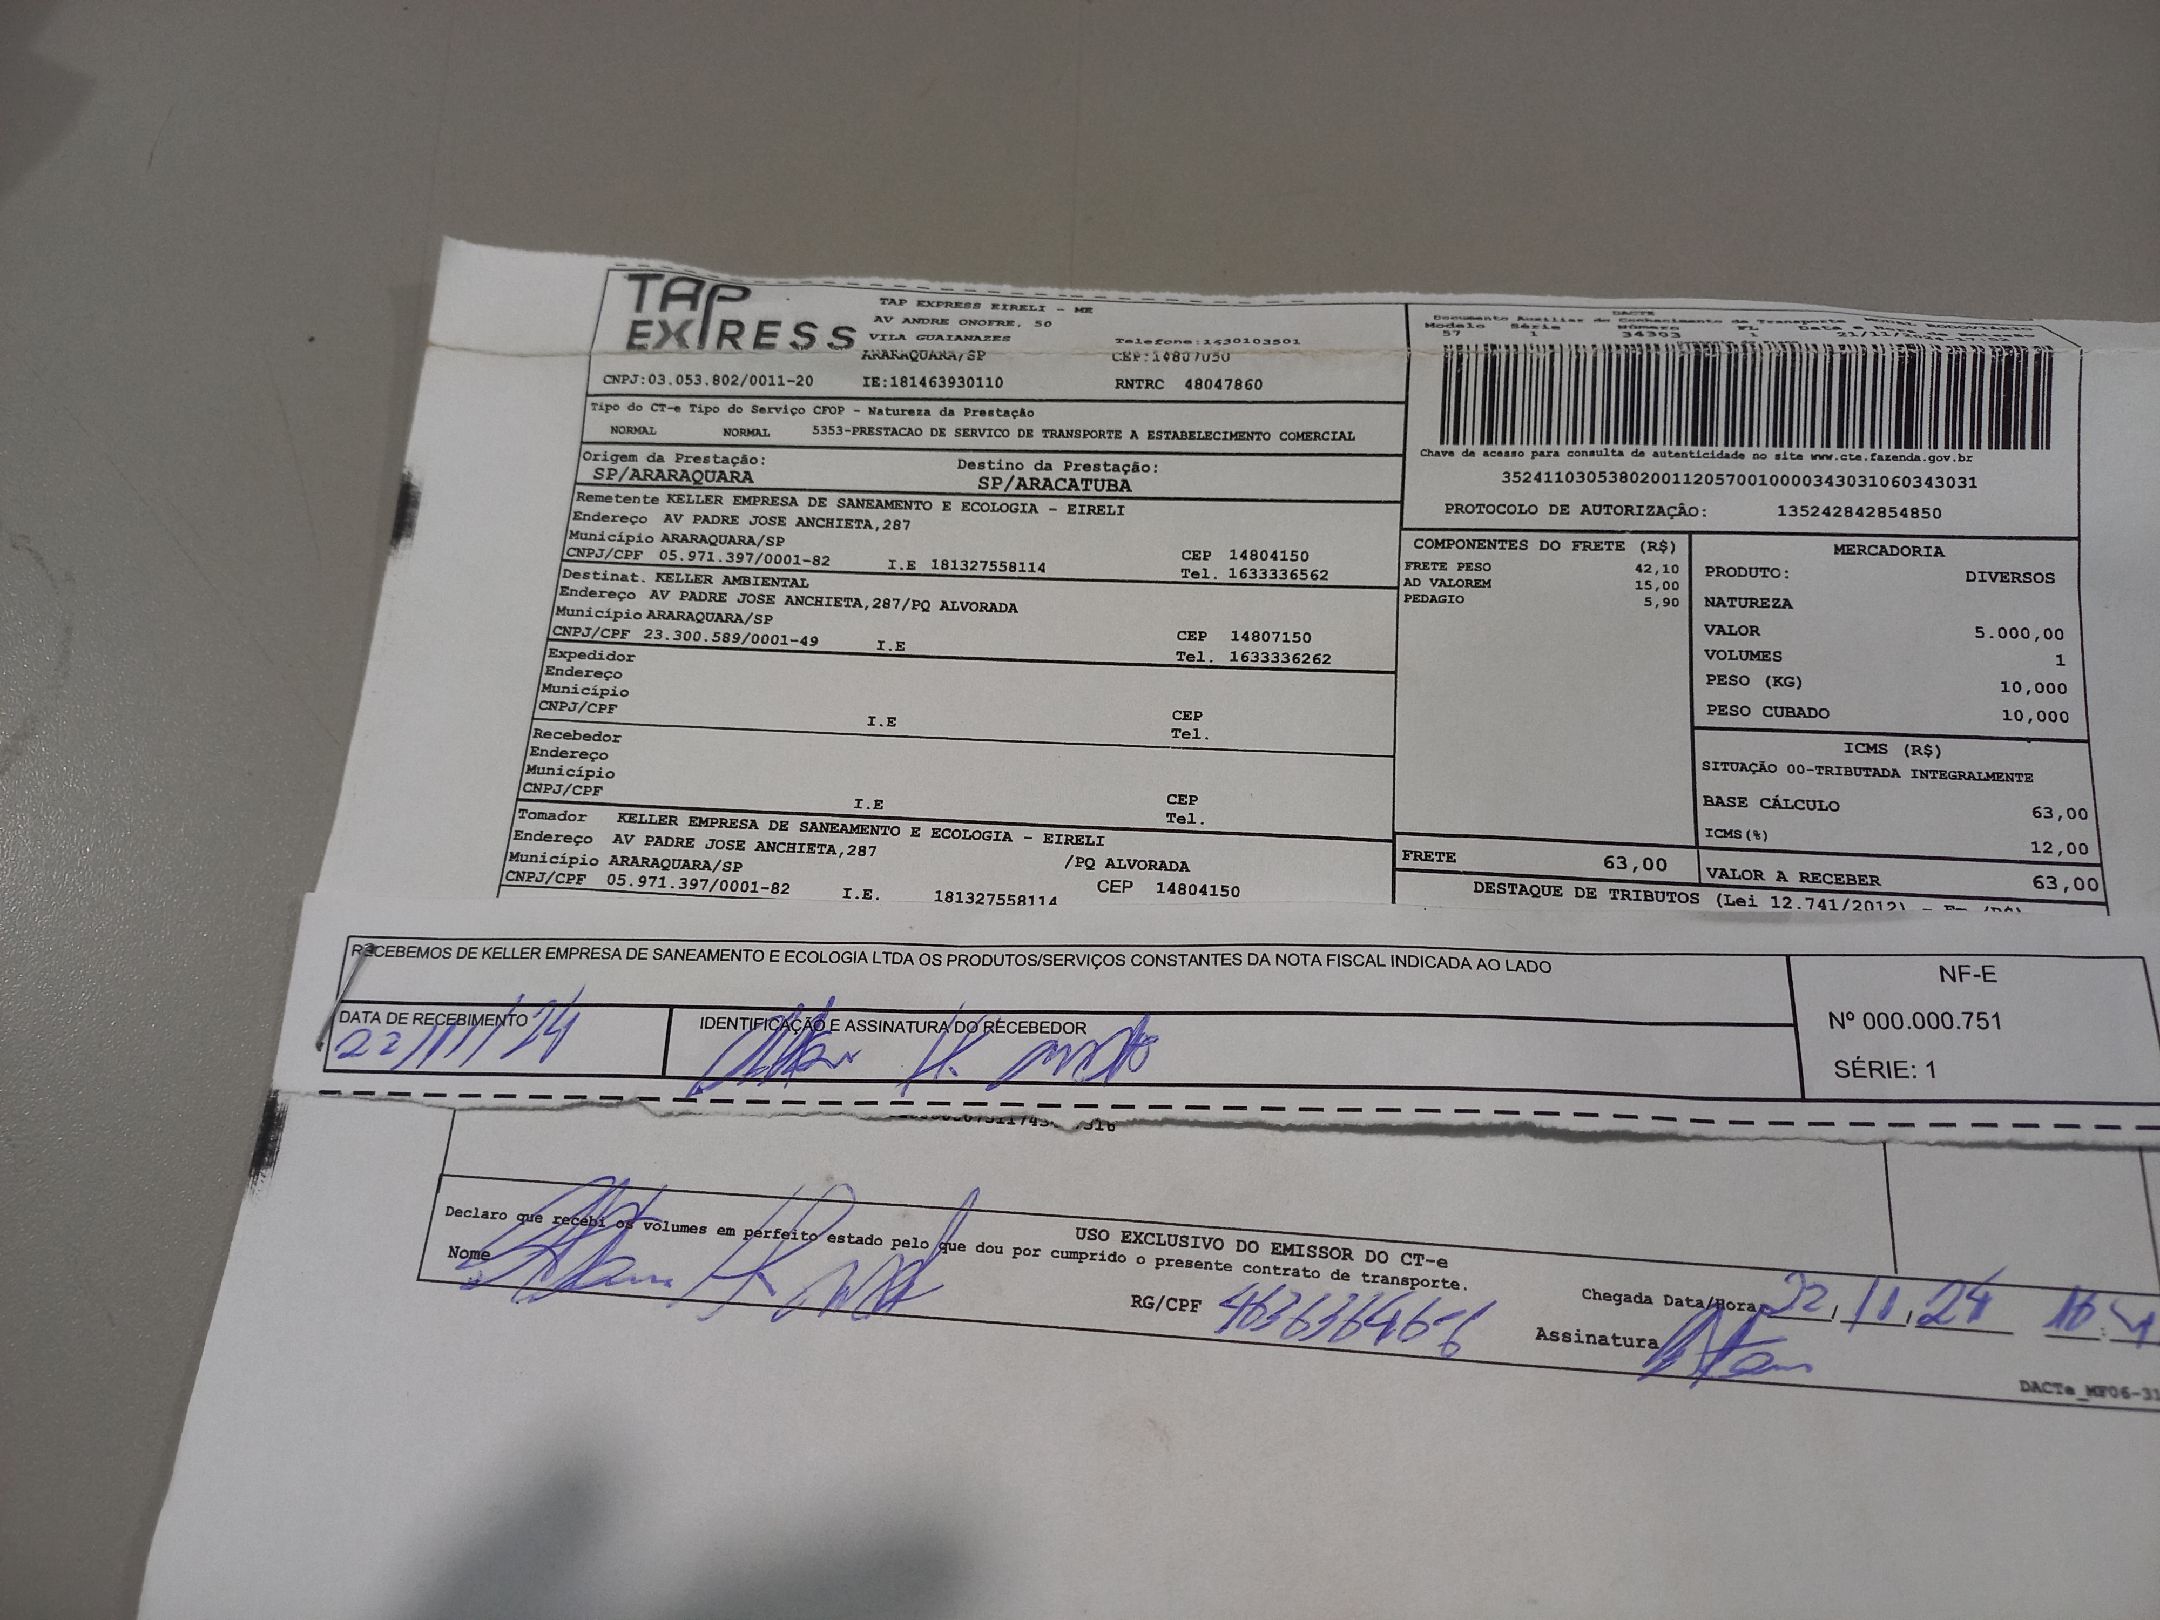 TAP EXPRESS
TAP EXPRESS EIRELI - ME
AV ANDRE ONOFRE, 50
VILA GUAIANAZES Telefone:1630103501
ARARAQUARA/SP CEP:14807050
CNPJ:03.053.802/0011-20 IE:181463930110 RNTRC 48047860
DACTE
Modelo Série Número FL
57 1 34303 1
Chave de acesso para consulta de autenticidade no site www.cte.fazenda.gov.br
35241103053802001120570010000343031060343031
PROTOCOLO DE AUTORIZAÇÃO: 135242842854850
Tipo do CT-e Tipo do Serviço CFOP - Natureza da Prestação
NORMAL NORMAL 5353-PRESTACAO DE SERVICO DE TRANSPORTE A ESTABELECIMENTO COMERCIAL
Origem da Prestação: Destino da Prestação:
SP/ARARAQUARA SP/ARACATUBA
Remetente KELLER EMPRESA DE SANEAMENTO E ECOLOGIA - EIRELI
Endereço AV PADRE JOSE ANCHIETA,287
Município ARARAQUARA/SP CEP 14804150
CNPJ/CPF 05.971.397/0001-82 I.E 181327558114 Tel. 1633336562
Destinat. KELLER AMBIENTAL
Endereço AV PADRE JOSE ANCHIETA,287/PQ ALVORADA
Município ARARAQUARA/SP CEP 14807150
CNPJ/CPF 23.300.589/0001-49 I.E Tel. 1633336262
Expedidor
Endereço
Município CEP
CNPJ/CPF I.E Tel.
Recebedor
Endereço
Município CEP
CNPJ/CPF I.E Tel.
Tomador KELLER EMPRESA DE SANEAMENTO E ECOLOGIA - EIRELI
Endereço AV PADRE JOSE ANCHIETA,287 /PQ ALVORADA
Município ARARAQUARA/SP CEP 14804150
CNPJ/CPF 05.971.397/0001-82 I.E. 181327558114
COMPONENTES DO FRETE (R$)
FRETE PESO 42,10
AD VALOREM 15,00
PEDAGIO 5,90
MERCADORIA
PRODUTO: DIVERSOS
NATUREZA
VALOR 5.000,00
VOLUMES 1
PESO (KG) 10,000
PESO CUBADO 10,000
ICMS (R$)
SITUAÇÃO 00-TRIBUTADA INTEGRALMENTE
BASE CÁLCULO 63,00
ICMS(%) 12,00
FRETE 63,00 VALOR A RECEBER 63,00
DESTAQUE DE TRIBUTOS (Lei 12.741/2012)
RECEBEMOS DE KELLER EMPRESA DE SANEAMENTO E ECOLOGIA LTDA OS PRODUTOS/SERVIÇOS CONSTANTES DA NOTA FISCAL INDICADA AO LADO
DATA DE RECEBIMENTO IDENTIFICAÇÃO E ASSINATURA DO RECEBEDOR
22/11/24
NF-E
Nº 000.000.751
SÉRIE: 1
USO EXCLUSIVO DO EMISSOR DO CT-e
Declaro que recebi os volumes em perfeito estado pelo que dou por cumprido o presente contrato de transporte.
Nome RG/CPF Chegada Data/Hora 22/11/24 16
Assinatura